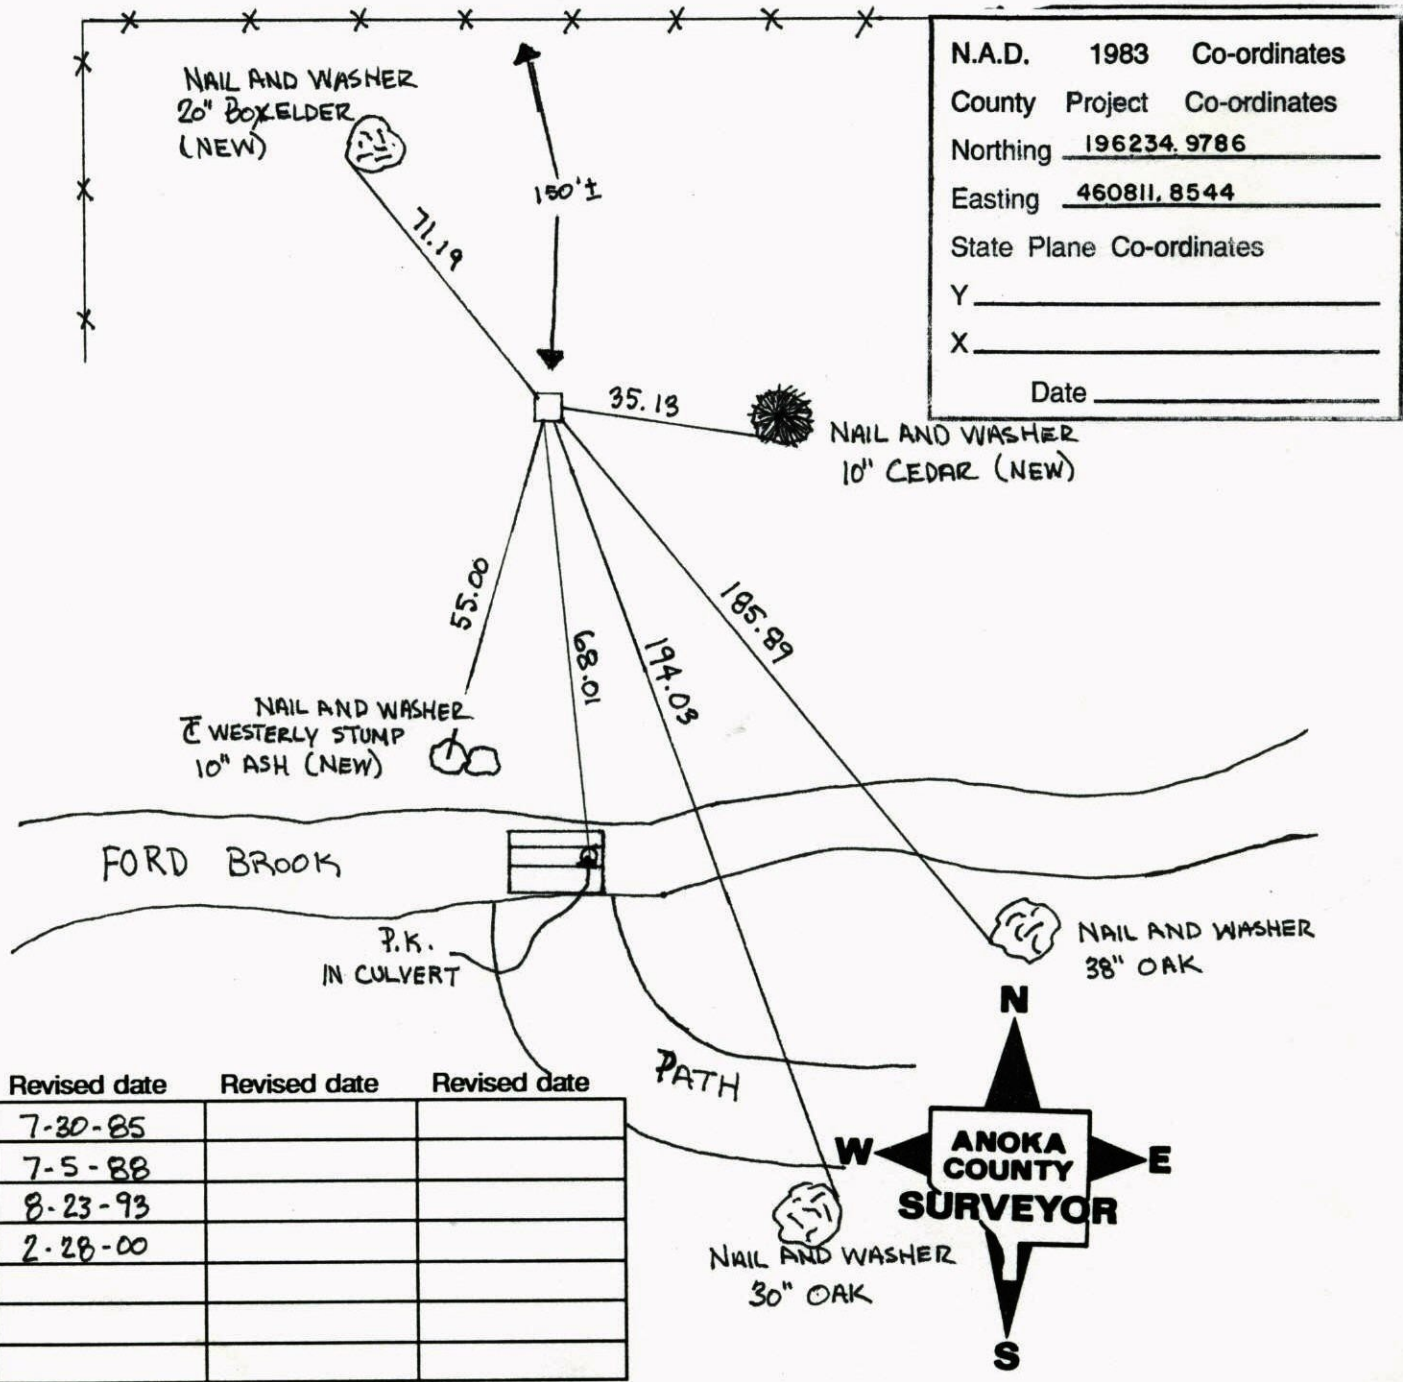 N.A.D. 1983 Co-ordinates
County Project Co-ordinates
Northing 196234.9786
Easting 460811.8544
State Plane Co-ordinates
Y
X
Date
NAIL AND WASHER
20" BOXELDER
(NEW)
150'±
71.19
35.13
NAIL AND WASHER
10" CEDAR (NEW)
55.00
68.01
194.03
185.89
NAIL AND WASHER
℄ WESTERLY STUMP
10" ASH (NEW)
FORD BROOK
P.K.
IN CULVERT
NAIL AND WASHER
38" OAK
PATH
NAIL AND WASHER
30" OAK
N
W
E
S
ANOKA
COUNTY
SURVEYOR
Revised date Revised date Revised date
7-30-85
7-5-88
8-23-93
2-28-00